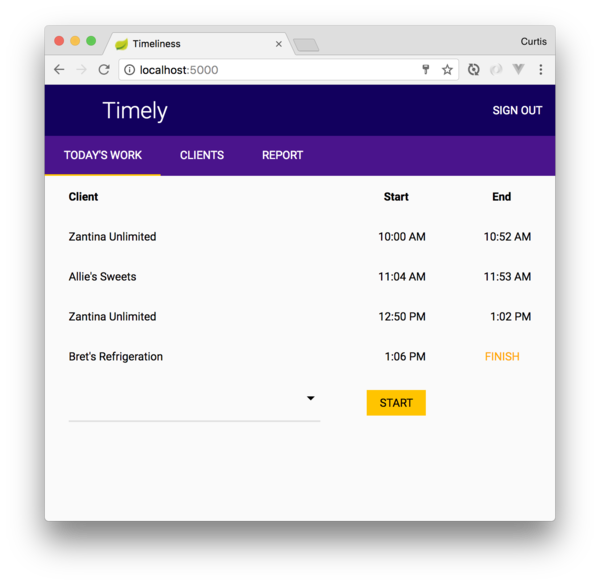 Timeliness
Curtis
localhost:5000
Timely
SIGN OUT
TODAY'S WORK CLIENTS REPORT
Client Start End
Zantina Unlimited 10:00 AM 10:52 AM
Allie's Sweets 11:04 AM 11:53 AM
Zantina Unlimited 12:50 PM 1:02 PM
Bret's Refrigeration 1:06 PM FINISH
START